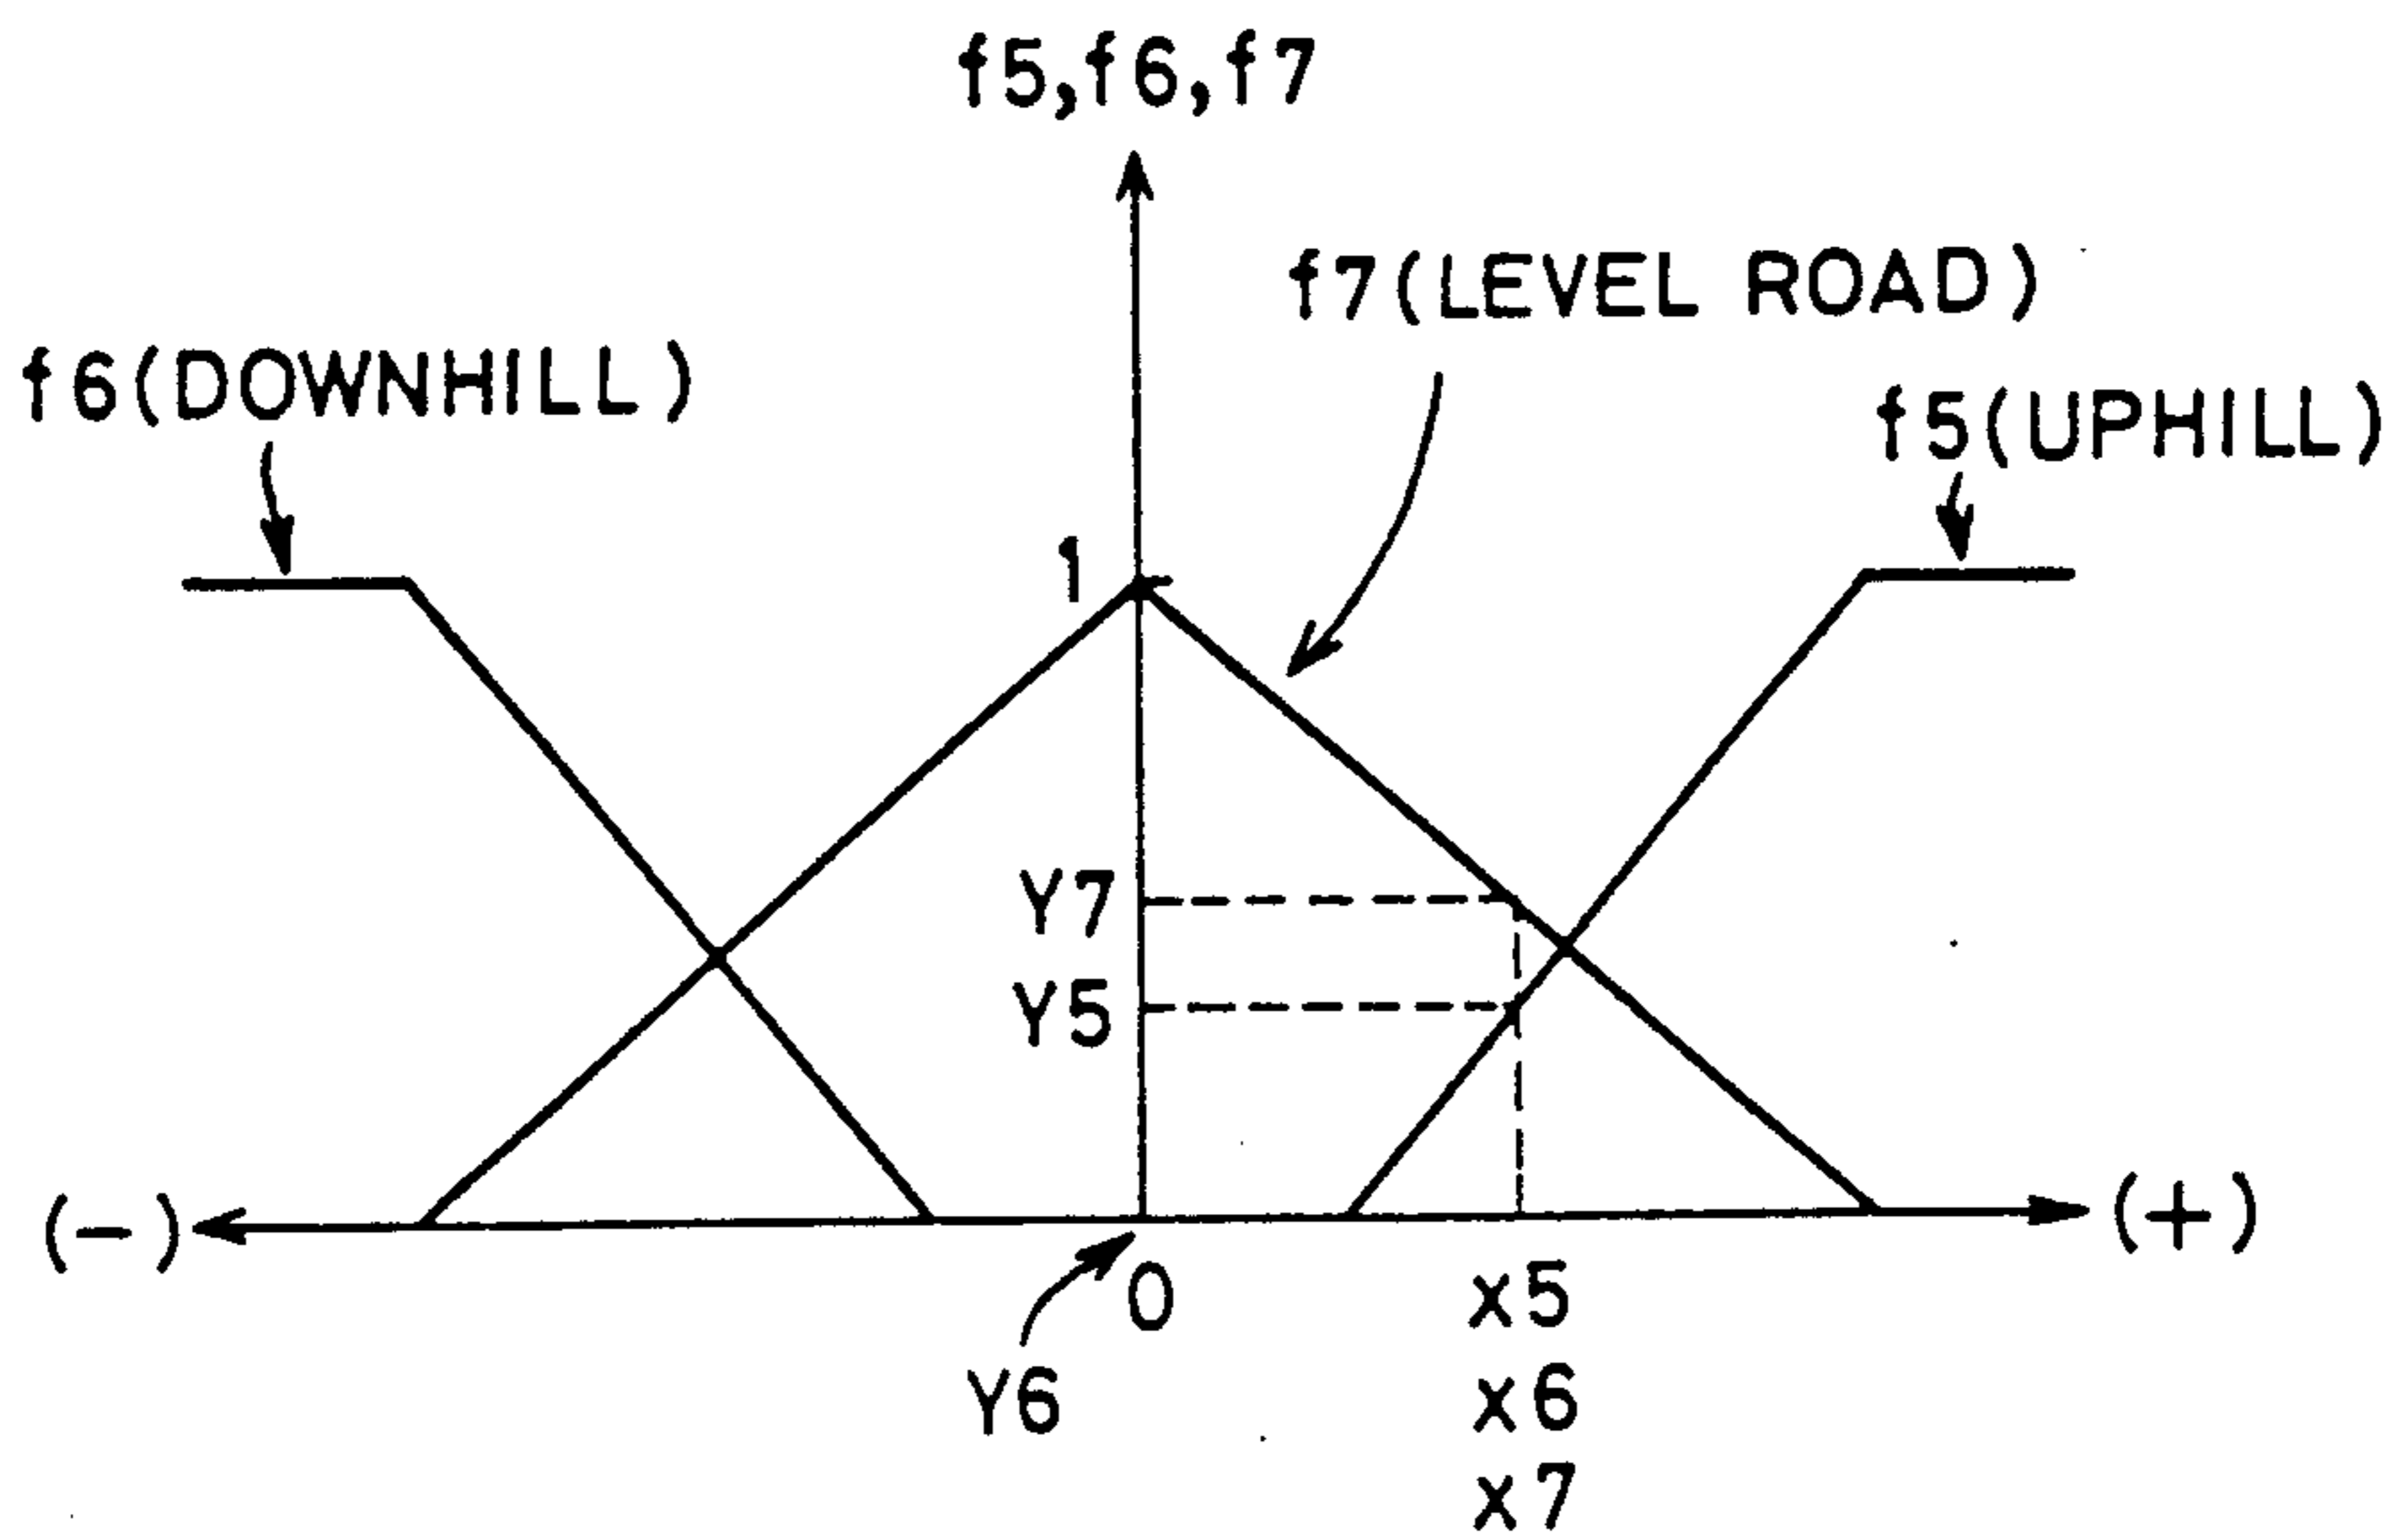 f5,f6,f7
f7(LEVEL ROAD)
f6(DOWNHILL)
f5(UPHILL)
1
Y7
Y5
(-)
(+)
0
Y6
x5
x6
x7